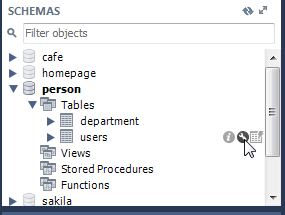 SCHEMAS
Filter objects
cafe
homepage
person
Tables
department
users
Views
Stored Procedures
Functions
sakila